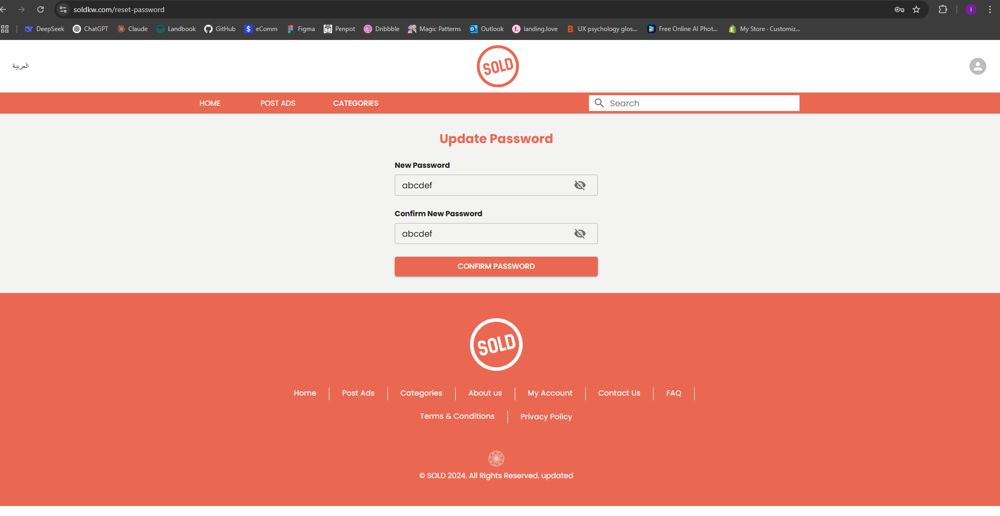 soldkw.com/reset-password
DeepSeek ChatGPT Claude Landbook GitHub $ eComm Figma Penpot Dribbble Magic Patterns Outlook L landing.love B UX psychology glos... Free Online AI Phot... My Store · Customiz...
I
العربية
SOLD
HOME POST ADS CATEGORIES Search
Update Password
New Password
abcdef
Confirm New Password
abcdef
CONFIRM PASSWORD
SOLD
Home Post Ads Categories About us My Account Contact Us FAQ
Terms & Conditions Privacy Policy
© SOLD 2024. All Rights Reserved. updated